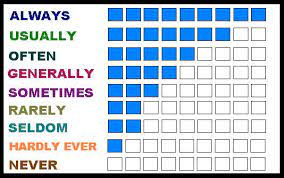 ALWAYS
USUALLY
OFTEN
GENERALLY
SOMETIMES
RARELY
SELDOM
HARDLY EVER
NEVER